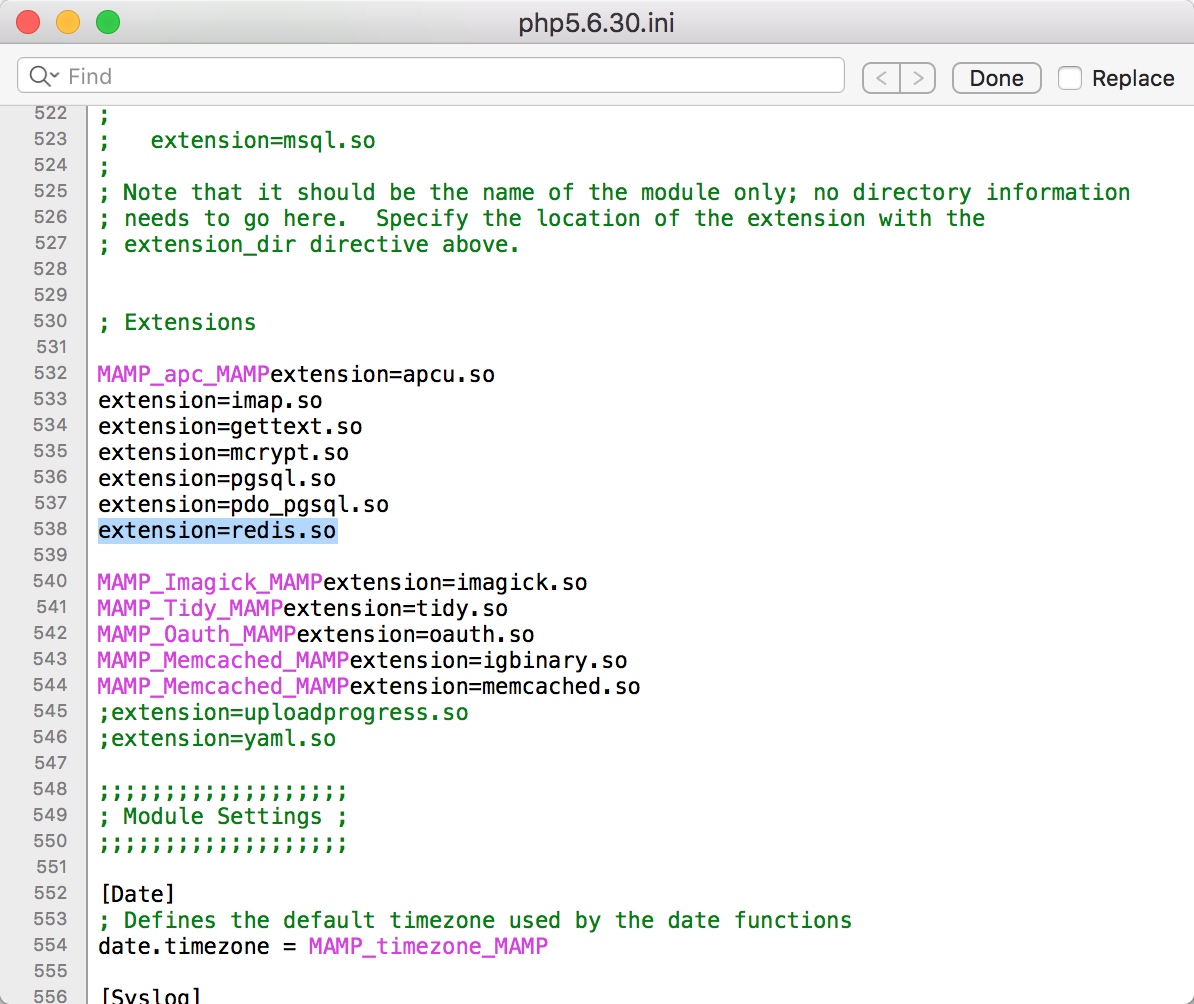 php5.6.30.ini
Find
<
>
Done
Replace
522 ;
523 ;   extension=msql.so
524 ;
525 ; Note that it should be the name of the module only; no directory information
526 ; needs to go here.  Specify the location of the extension with the
527 ; extension_dir directive above.
528
529
530 ; Extensions
531
532 MAMP_apc_MAMPextension=apcu.so
533 extension=imap.so
534 extension=gettext.so
535 extension=mcrypt.so
536 extension=pgsql.so
537 extension=pdo_pgsql.so
538 extension=redis.so
539
540 MAMP_Imagick_MAMPextension=imagick.so
541 MAMP_Tidy_MAMPextension=tidy.so
542 MAMP_Oauth_MAMPextension=oauth.so
543 MAMP_Memcached_MAMPextension=igbinary.so
544 MAMP_Memcached_MAMPextension=memcached.so
545 ;extension=uploadprogress.so
546 ;extension=yaml.so
547
548 ;;;;;;;;;;;;;;;;;;;
549 ; Module Settings ;
550 ;;;;;;;;;;;;;;;;;;;
551
552 [Date]
553 ; Defines the default timezone used by the date functions
554 date.timezone = MAMP_timezone_MAMP
555
556 [Syslog]